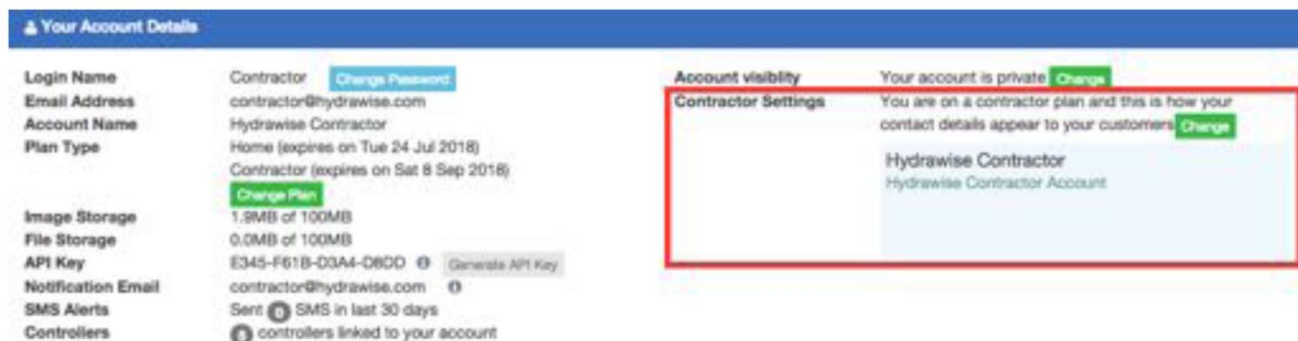 Your Account Details
Login Name Contractor Change Password
Email Address contractor@hydrawise.com
Account Name Hydrawise Contractor
Plan Type Home (expires on Tue 24 Jul 2018)
Contractor (expires on Sat 8 Sep 2018)
Change Plan
Image Storage 1.9MB of 100MB
File Storage 0.0MB of 100MB
API Key E345-F61B-D3A4-D8DD Generate API Key
Notification Email contractor@hydrawise.com
SMS Alerts Sent SMS in last 30 days
Controllers controllers linked to your account
Account visiblity Your account is private Change
Contractor Settings You are on a contractor plan and this is how your
contact details appear to your customers Change
Hydrawise Contractor
Hydrawise Contractor Account